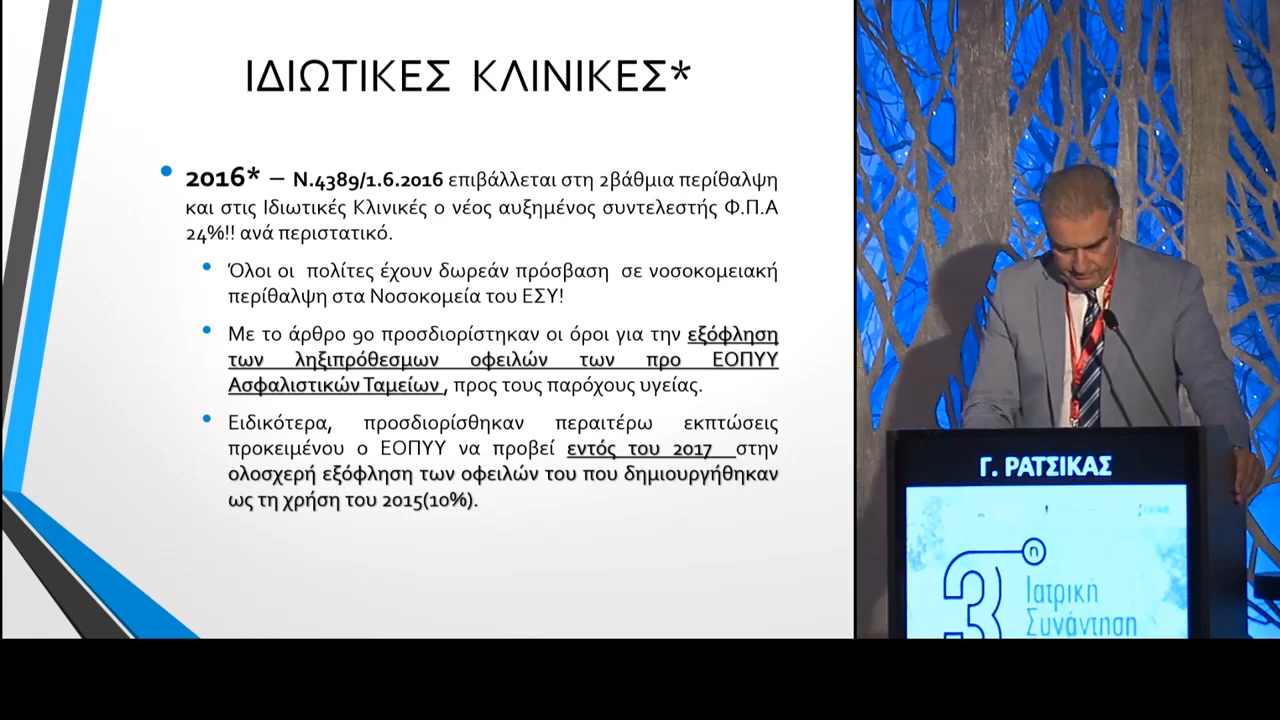 ΙΔΙΩΤΙΚΕΣ ΚΛΙΝΙΚΕΣ*
• 2016* – Ν.4389/1.6.2016 επιβάλλεται στη 2βάθμια περίθαλψη
και στις Ιδιωτικές Κλινικές ο νέος αυξημένος συντελεστής Φ.Π.Α
24%!! ανά περιστατικό.
• Όλοι οι πολίτες έχουν δωρεάν πρόσβαση σε νοσοκομειακή
περίθαλψη στα Νοσοκομεία του ΕΣΥ!
• Με το άρθρο 90 προσδιορίστηκαν οι όροι για την εξόφληση
των ληξιπρόθεσμων οφειλών των προ ΕΟΠΥΥ
Ασφαλιστικών Ταμείων , προς τους παρόχους υγείας.
• Ειδικότερα, προσδιορίσθηκαν περαιτέρω εκπτώσεις
προκειμένου ο ΕΟΠΥΥ να προβεί εντός του 2017 στην
ολοσχερή εξόφληση των οφειλών του που δημιουργήθηκαν
ως τη χρήση του 2015(10%).
Γ. ΡΑΤΣΙΚΑΣ
3η
Ιατρική
Συνάντηση